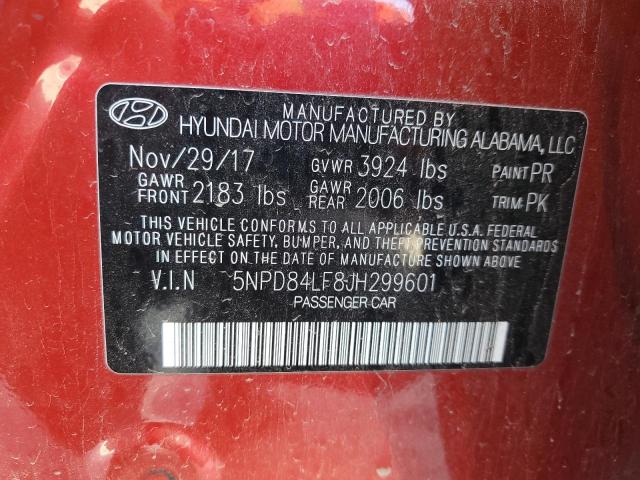 MANUFACTURED BY
HYUNDAI MOTOR MANUFACTURING ALABAMA, LLC
Nov/29/17 GVWR 3924 lbs PAINT PR
GAWR FRONT 2183 lbs GAWR REAR 2006 lbs TRIM PK
THIS VEHICLE CONFORMS TO ALL APPLICABLE U.S.A. FEDERAL
MOTOR VEHICLE SAFETY, BUMPER, AND THEFT PREVENTION STANDARDS
IN EFFECT ON THE DATE OF MANUFACTURE SHOWN ABOVE.
V.I.N 5NPD84LF8JH299601
PASSENGER CAR